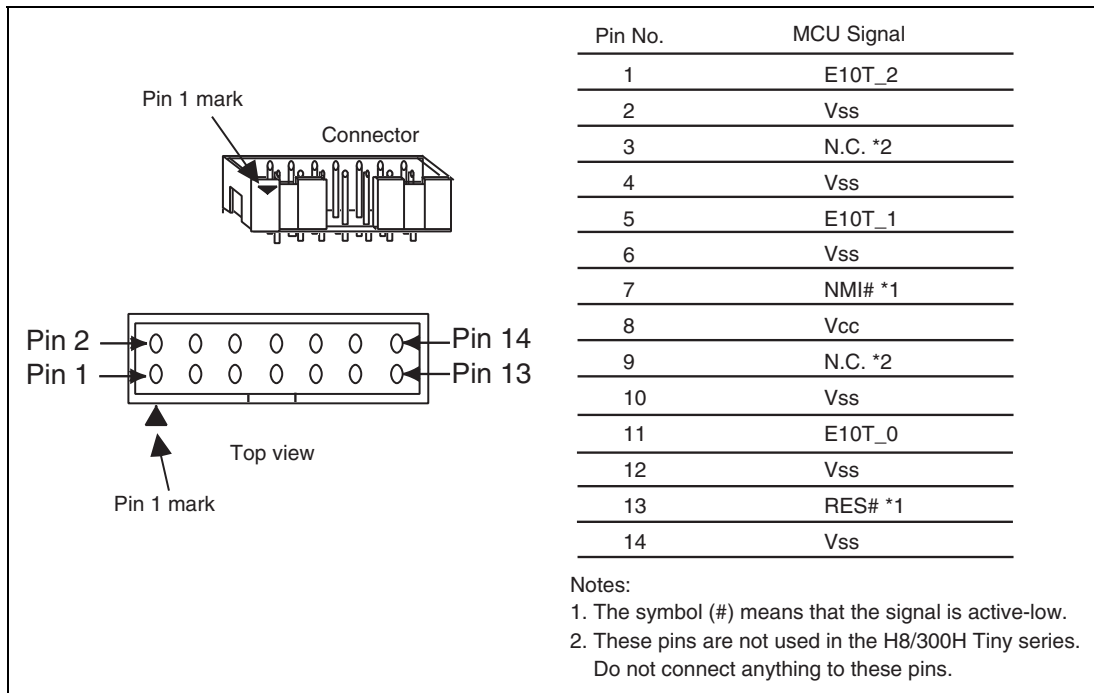 Pin 1 mark
Connector
Pin 2
Pin 14
Pin 1
Pin 13
Top view
Pin 1 mark
Pin No. MCU Signal
1 E10T_2
2 Vss
3 N.C. *2
4 Vss
5 E10T_1
6 Vss
7 NMI# *1
8 Vcc
9 N.C. *2
10 Vss
11 E10T_0
12 Vss
13 RES# *1
14 Vss
Notes:
1. The symbol (#) means that the signal is active-low.
2. These pins are not used in the H8/300H Tiny series.
Do not connect anything to these pins.